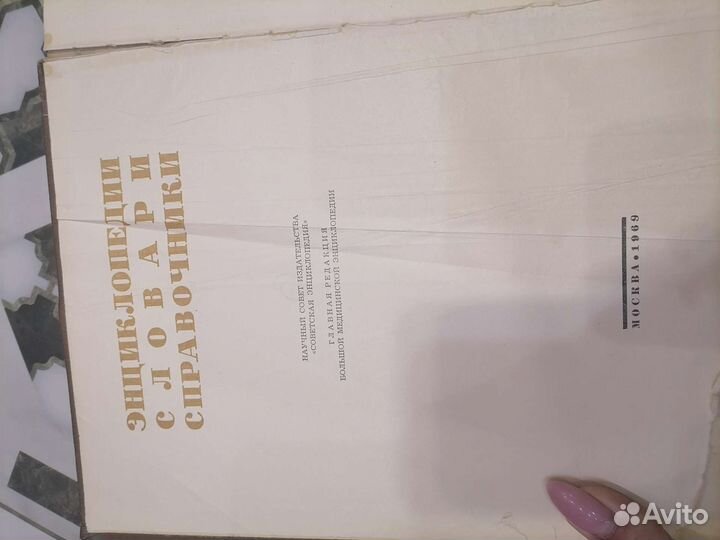 ЭНЦИКЛОПЕДИИ
СЛОВАРИ
СПРАВОЧНИКИ
НАУЧНЫЙ СОВЕТ ИЗДАТЕЛЬСТВА
«СОВЕТСКАЯ ЭНЦИКЛОПЕДИЯ»
ГЛАВНАЯ РЕДАКЦИЯ
БОЛЬШОЙ МЕДИЦИНСКОЙ ЭНЦИКЛОПЕДИИ
МОСКВА • 1969
Avito